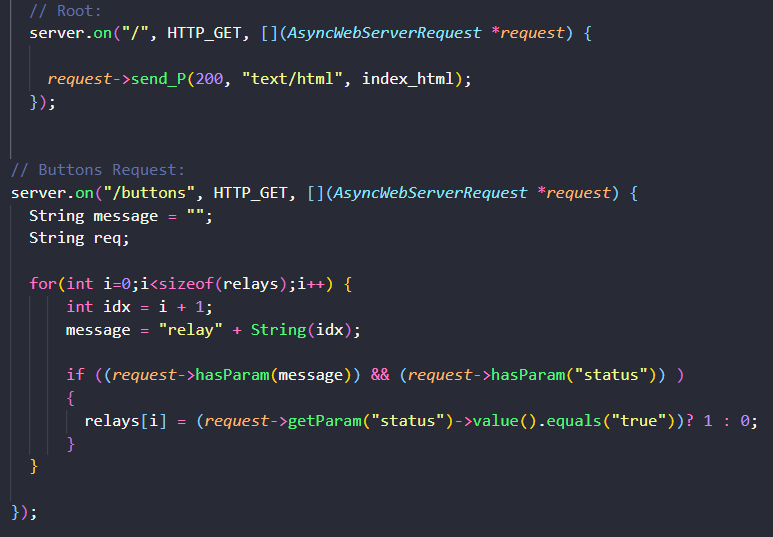 // Root:
server.on("/", HTTP_GET, [](AsyncWebServerRequest *request) {
request->send_P(200, "text/html", index_html);
});
// Buttons Request:
server.on("/buttons", HTTP_GET, [](AsyncWebServerRequest *request) {
String message = "";
String req;
for(int i=0;i<sizeof(relays);i++) {
int idx = i + 1;
message = "relay" + String(idx);
if ((request->hasParam(message)) && (request->hasParam("status")) )
{
relays[i] = (request->getParam("status")->value().equals("true"))? 1 : 0;
}
}
});